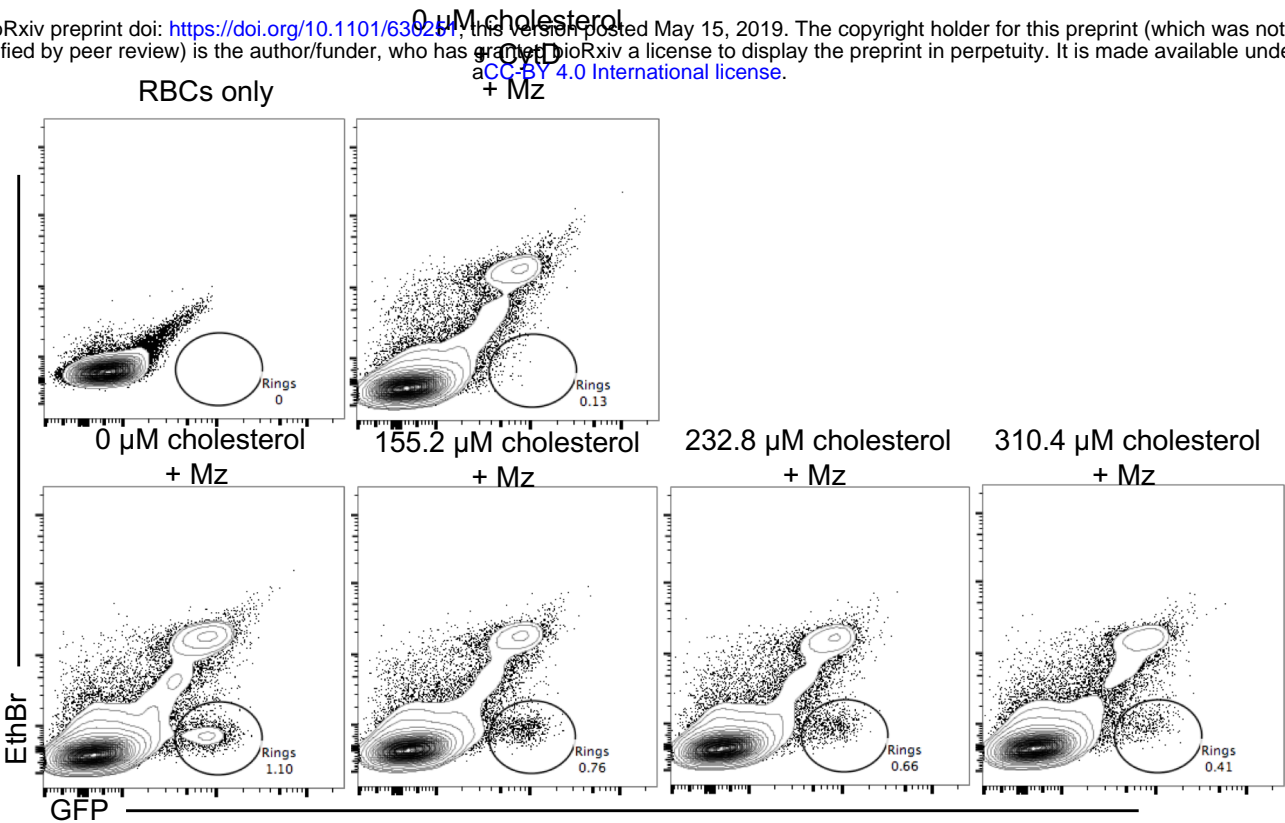 0 µM cholesterol
bioRxiv preprint doi: https://doi.org/10.1101/630251; this version posted May 15, 2019. The copyright holder for this preprint (which was not
fied by peer review) is the author/funder, who has granted bioRxiv a license to display the preprint in perpetuity. It is made available unde
+ CytD
aCC-BY 4.0 International license.
RBCs only
+ Mz
Rings
0
Rings
0.13
0 µM cholesterol
+ Mz
155.2 µM cholesterol
+ Mz
232.8 µM cholesterol
+ Mz
310.4 µM cholesterol
+ Mz
EthBr
Rings
1.10
Rings
0.76
Rings
0.66
Rings
0.41
GFP